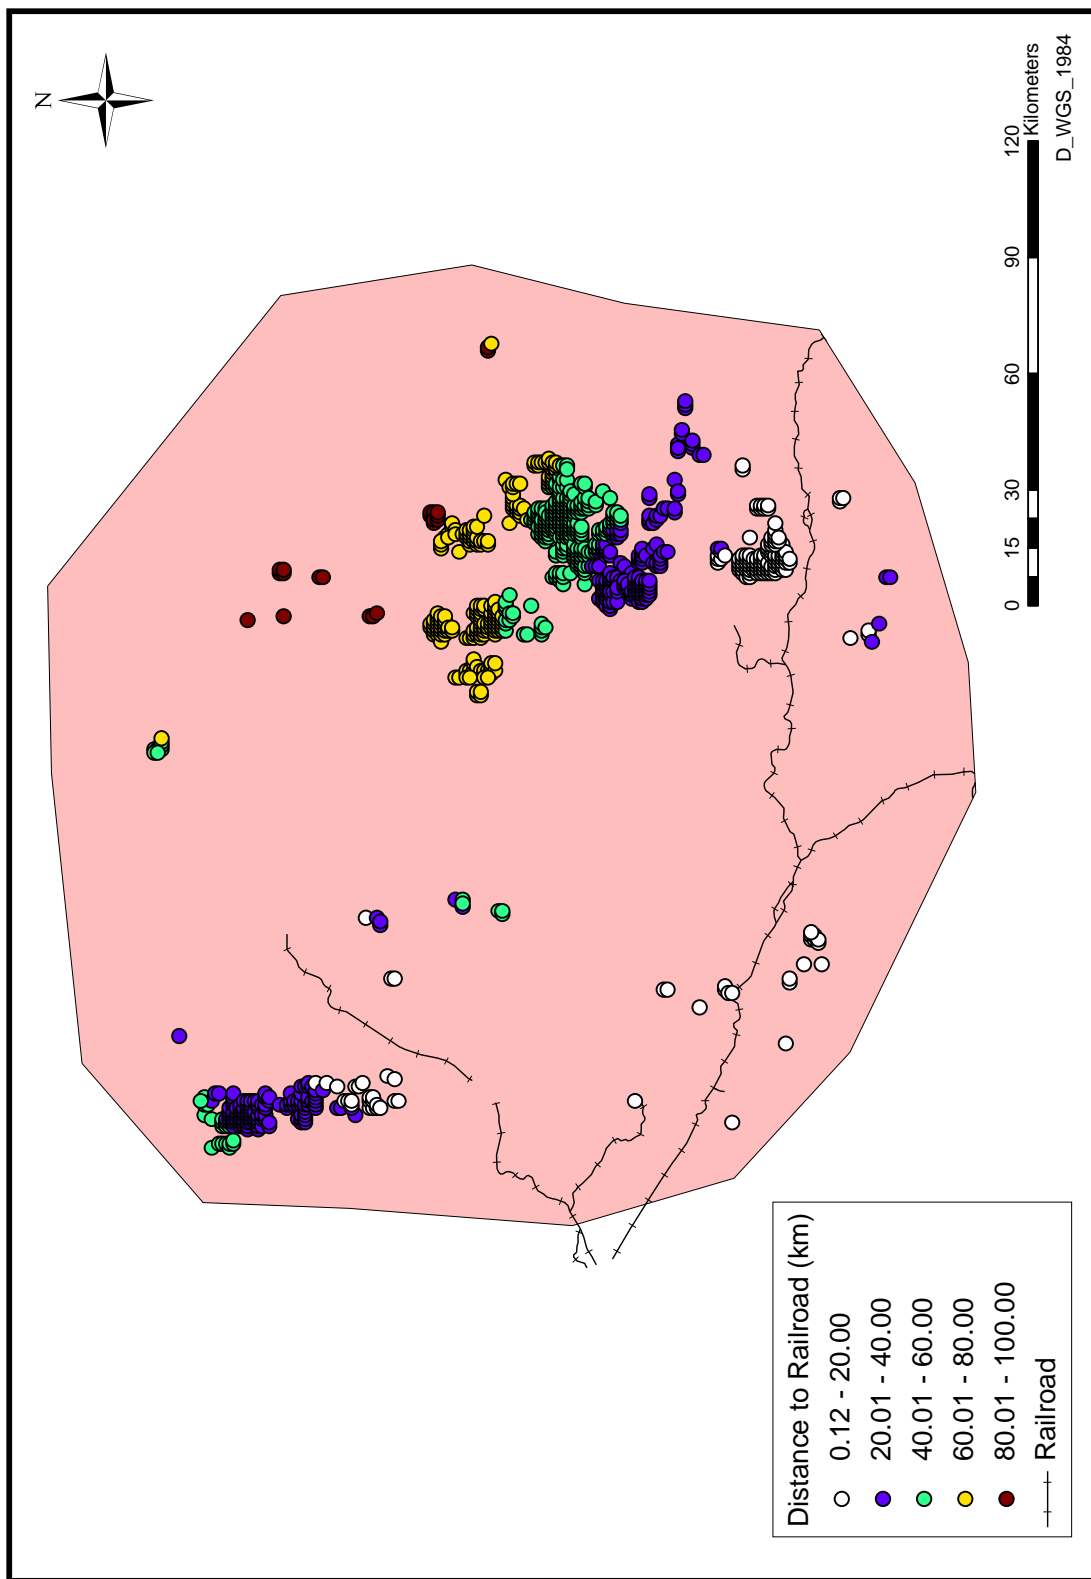 N
Distance to Railroad (km)
0.12 - 20.00
20.01 - 40.00
40.01 - 60.00
60.01 - 80.00
80.01 - 100.00
Railroad
0 15 30 60 90 120
Kilometers
D_WGS_1984